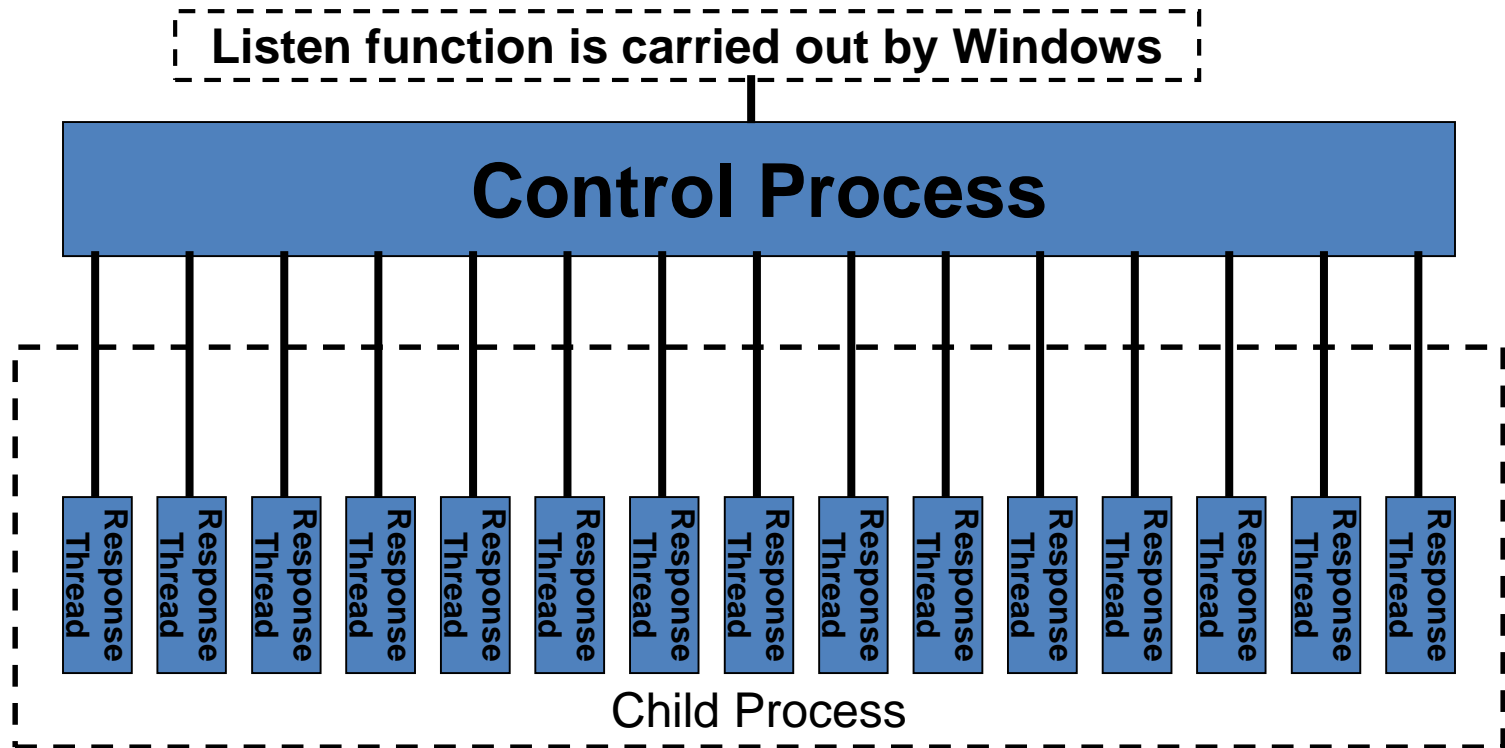 Listen function is carried out by Windows
Control Process
Response
Thread
Response
Thread
Response
Thread
Response
Thread
Response
Thread
Response
Thread
Response
Thread
Response
Thread
Response
Thread
Response
Thread
Response
Thread
Response
Thread
Response
Thread
Response
Thread
Response
Thread
Child Process